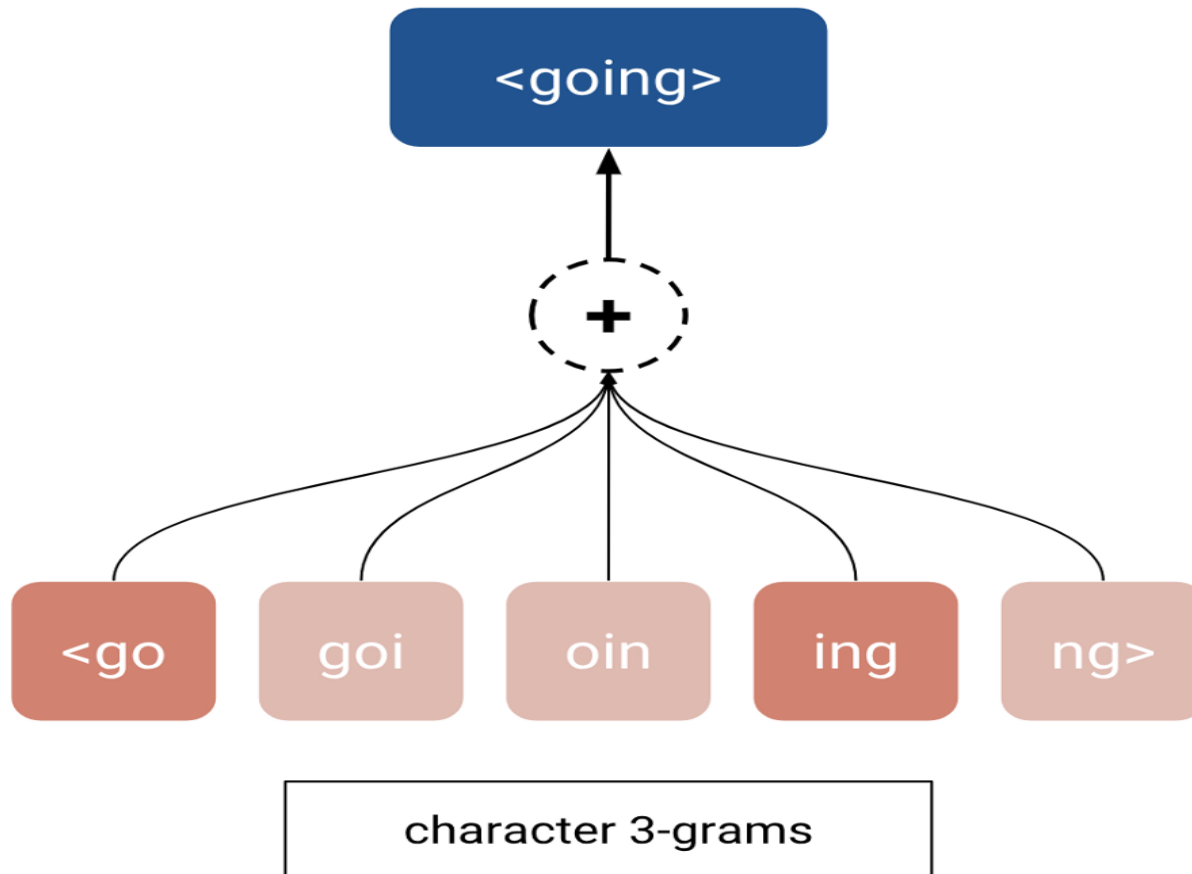 <going>
+
<go goi oin ing ng>
character 3-grams